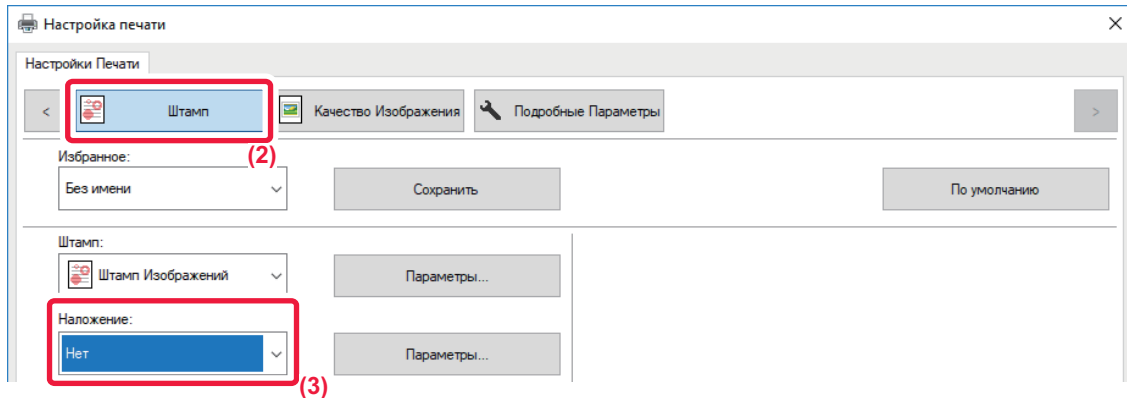 Настройка печати
Настройки Печати
< Штамп Качество Изображения Подробные Параметры >
(2)
Избранное:
Без имени Сохранить По умолчанию
Штамп:
Штамп Изображений Параметры...
Наложение:
Нет Параметры...
(3)